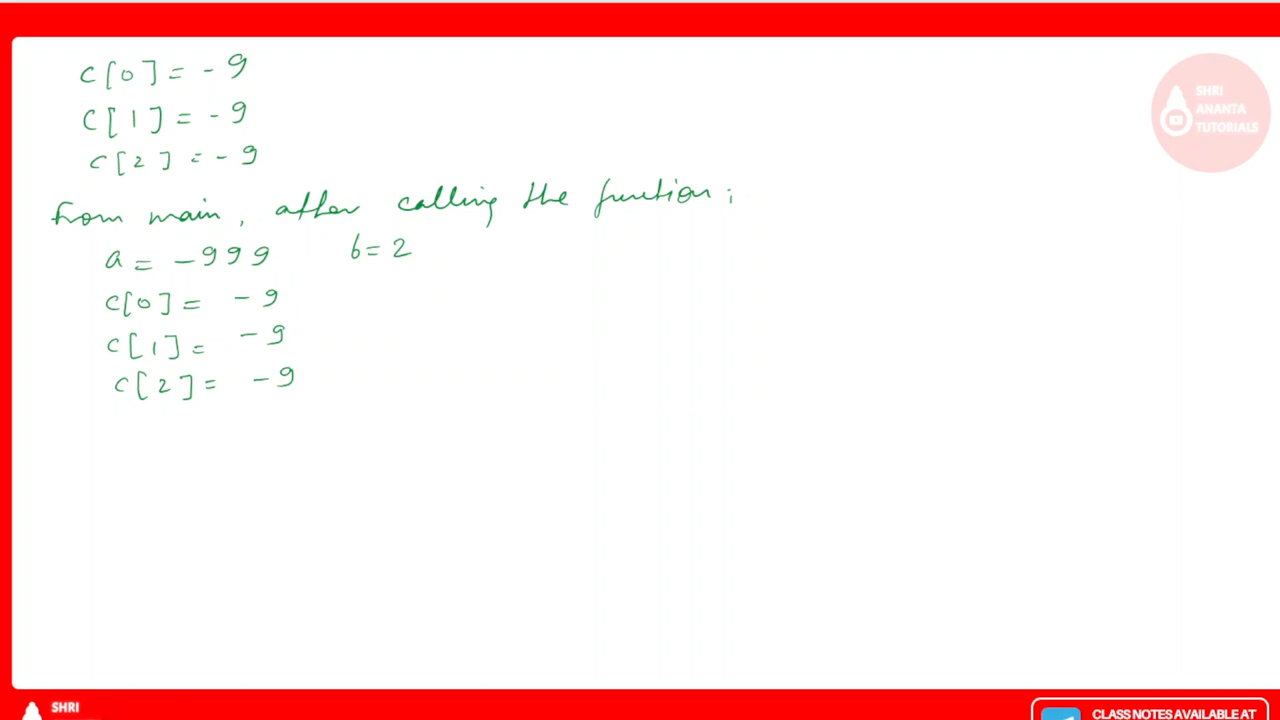 c[0] = -9
c[1] = -9
c[2] = -9
from main, after calling the function:
a = -999 b = 2
c[0] = -9
c[1] = -9
c[2] = -9
SHRI
ANANTA
TUTORIALS
SHRI
CLASS NOTES AVAILABLE AT